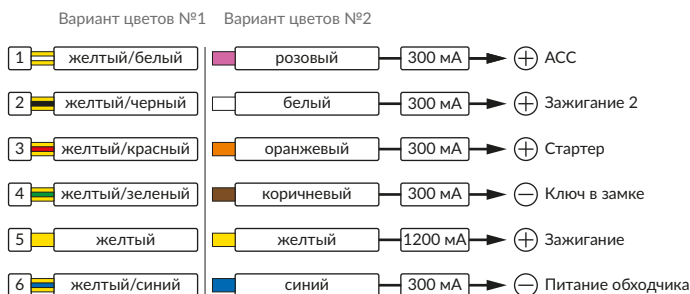 Вариант цветов №1 Вариант цветов №2
1 желтый/белый розовый 300 мА + АСС
2 желтый/черный белый 300 мА + Зажигание 2
3 желтый/красный оранжевый 300 мА + Стартер
4 желтый/зеленый коричневый 300 мА − Ключ в замке
5 желтый желтый 1200 мА + Зажигание
6 желтый/синий синий 300 мА − Питание обходчика